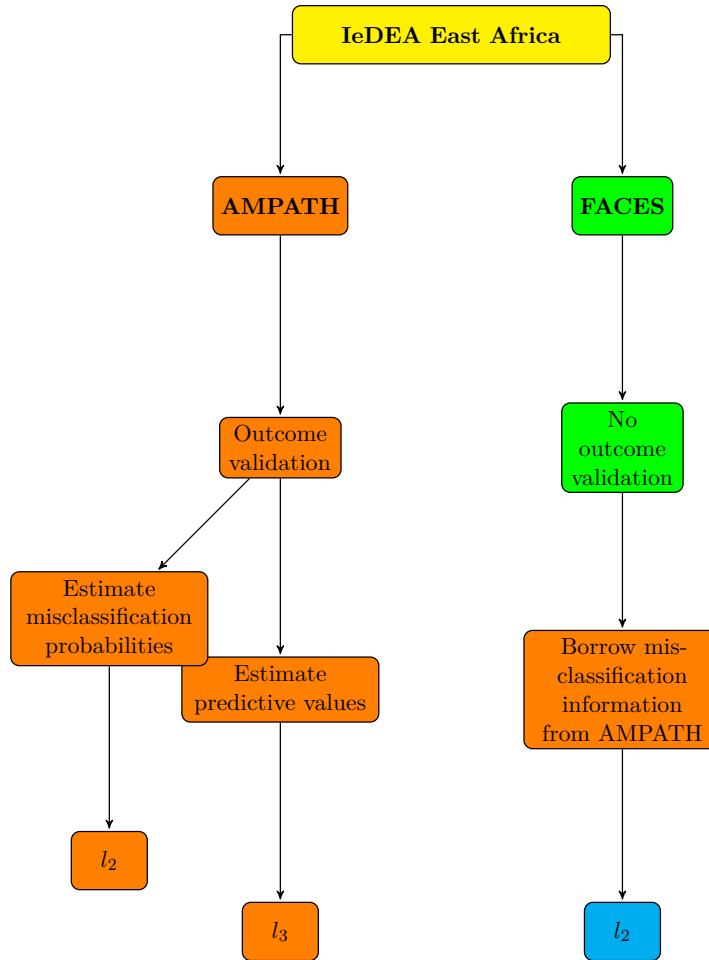 IeDEA East Africa
AMPATH
FACES
Outcome
validation
No
outcome
validation
Estimate
misclassification
probabilities
Estimate
predictive values
Borrow mis-
classification
information
from AMPATH
l₂
l₃
l₂